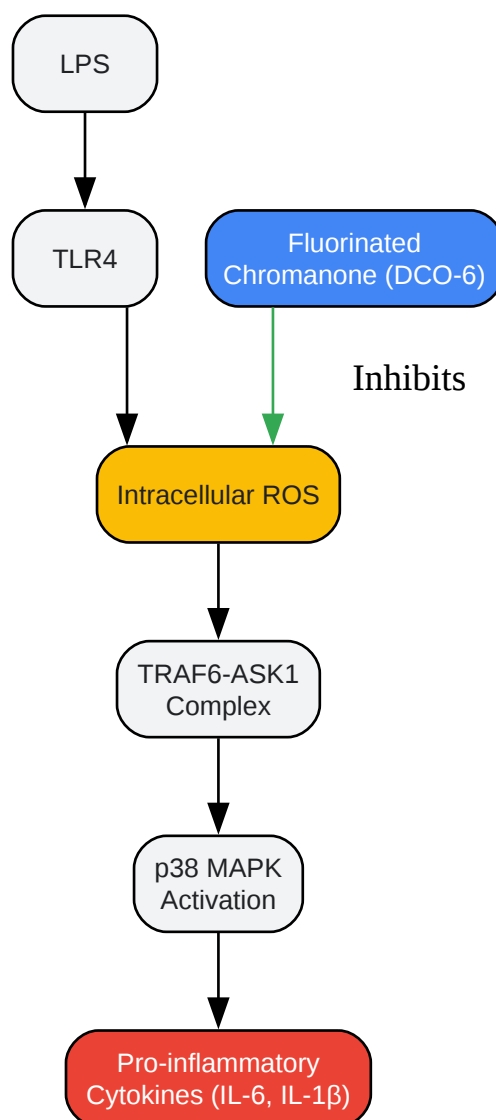 LPS
TLR4
Fluorinated
Chromanone (DCO-6)
Inhibits
Intracellular ROS
TRAF6-ASK1
Complex
p38 MAPK
Activation
Pro-inflammatory
Cytokines (IL-6, IL-1β)